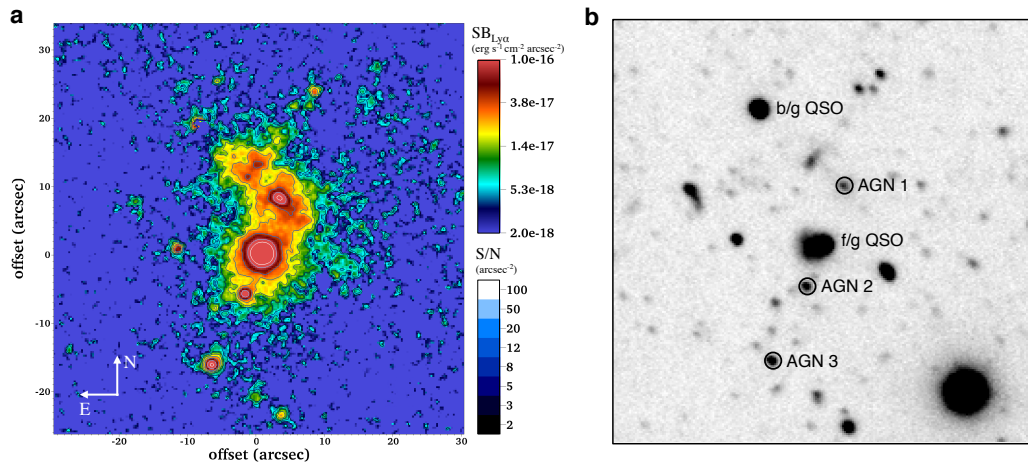 a
SB_Lyα
(erg s⁻¹ cm⁻² arcsec⁻²)
1.0e-16
3.8e-17
1.4e-17
5.3e-18
2.0e-18
S/N
(arcsec⁻²)
100
50
20
12
8
5
3
2
offset (arcsec)
30
20
10
0
-10
-20
N
E
-20
-10
0
10
20
30
offset (arcsec)
b
b/g QSO
AGN 1
f/g QSO
AGN 2
AGN 3